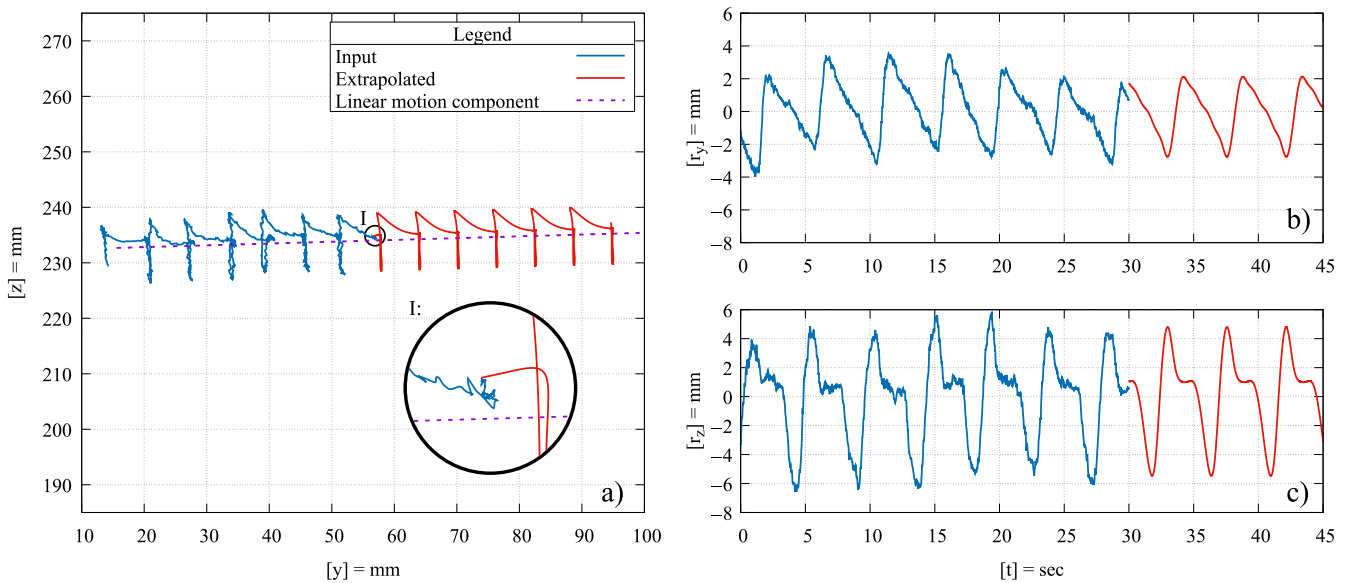 Legend
Input
Extrapolated
Linear motion component
270
260
250
240
230
220
210
200
190
[z] = mm
I
I:
a)
10 20 30 40 50 60 70 80 90 100
[y] = mm
6
4
2
0
−2
−4
−6
−8
[ry] = mm
b)
0 5 10 15 20 25 30 35 40 45
6
4
2
0
−2
−4
−6
−8
[rz] = mm
c)
0 5 10 15 20 25 30 35 40 45
[t] = sec